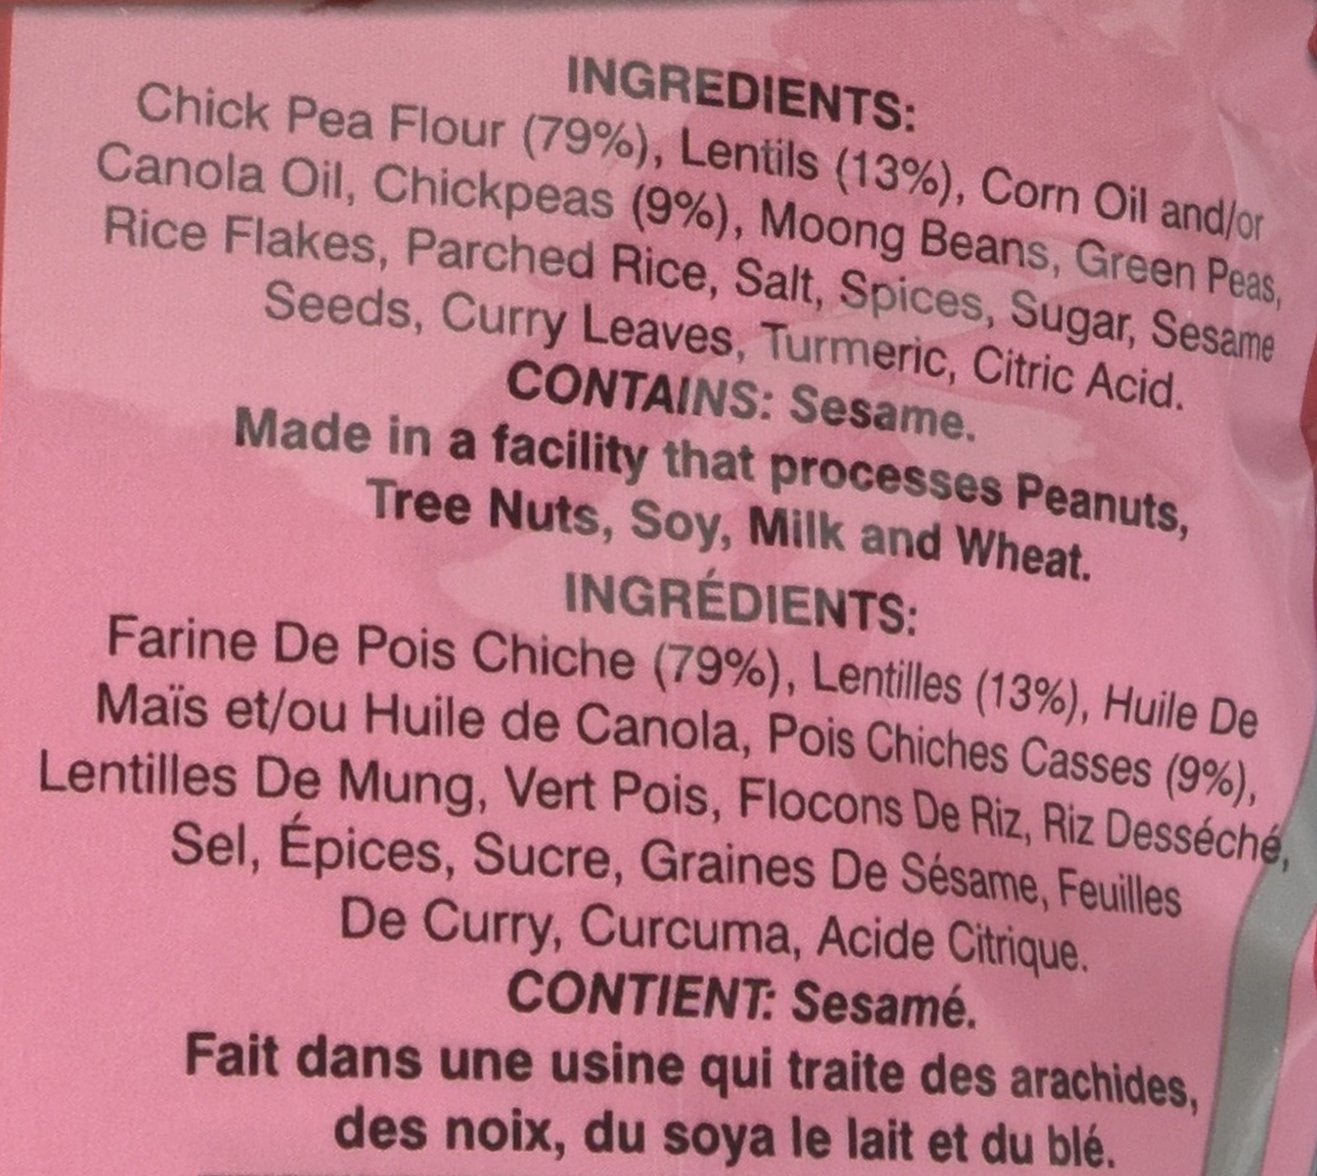 INGREDIENTS:
Chick Pea Flour (79%), Lentils (13%), Corn Oil and/or
Canola Oil, Chickpeas (9%), Moong Beans, Green Peas,
Rice Flakes, Parched Rice, Salt, Spices, Sugar, Sesame
Seeds, Curry Leaves, Turmeric, Citric Acid.
CONTAINS: Sesame.
Made in a facility that processes Peanuts,
Tree Nuts, Soy, Milk and Wheat.
INGRÉDIENTS:
Farine De Pois Chiche (79%), Lentilles (13%), Huile De
Maïs et/ou Huile de Canola, Pois Chiches Casses (9%),
Lentilles De Mung, Vert Pois, Flocons De Riz, Riz Desséché,
Sel, Épices, Sucre, Graines De Sésame, Feuilles
De Curry, Curcuma, Acide Citrique.
CONTIENT: Sesamé.
Fait dans une usine qui traite des arachides,
des noix, du soya le lait et du blé.